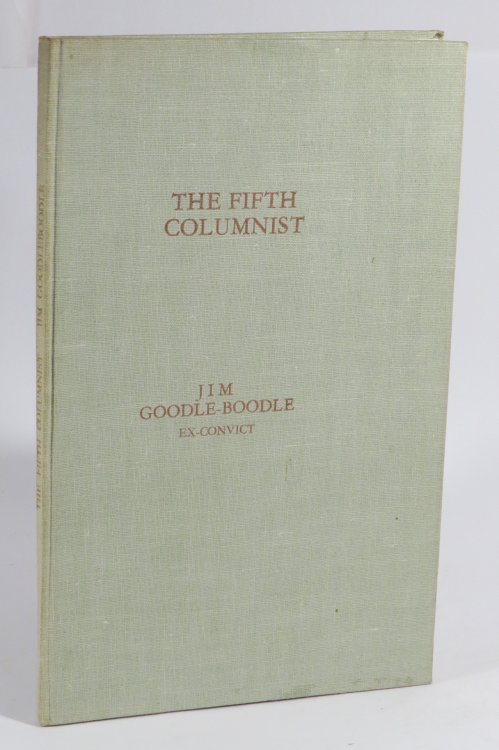 THE FIFTH
COLUMNIST
JIM
GOODLE-BOODLE
EX-CONVICT
THE FIFTH COLUMNIST JIM GOODLE-BOODLE